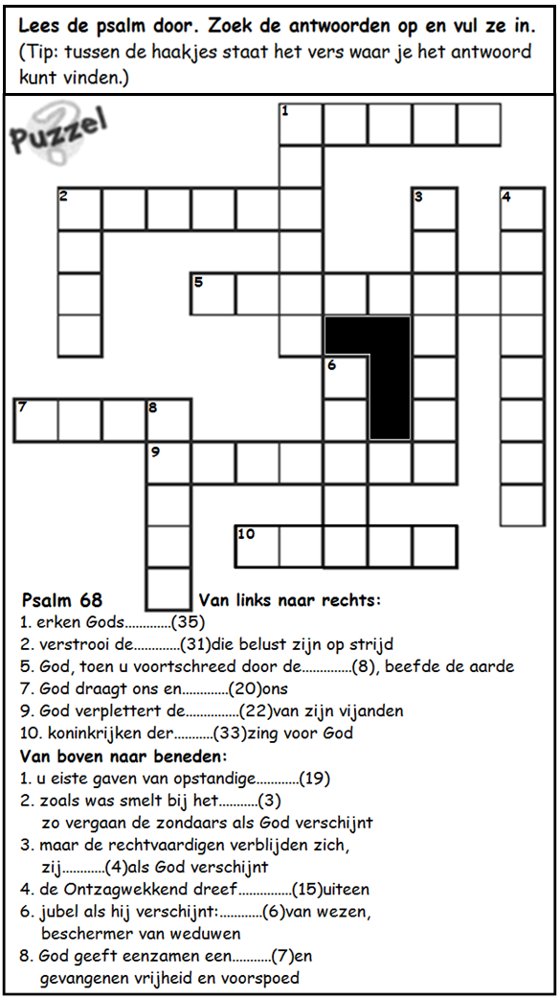 Lees de psalm door. Zoek de antwoorden op en vul ze in.
(Tip: tussen de haakjes staat het vers waar je het antwoord
kunt vinden.)
Puzzel
1
2
3
4
5
6
7
8
9
10
Psalm 68
Van links naar rechts:
1. erken Gods............(35)
2. verstrooi de............(31)die belust zijn op strijd
5. God, toen u voortschreed door de.............(8), beefde de aarde
7. God draagt ons en............(20)ons
9. God verplettert de..............(22)van zijn vijanden
10. koninkrijken der..........(33)zing voor God
Van boven naar beneden:
1. u eiste gaven van opstandige...........(19)
2. zoals was smelt bij het..........(3)
zo vergaan de zondaars als God verschijnt
3. maar de rechtvaardigen verblijden zich,
zij...........(4)als God verschijnt
4. de Ontzagwekkend dreef..............(15)uiteen
6. jubel als hij verschijnt:...........(6)van wezen,
beschermer van weduwen
8. God geeft eenzamen een..........(7)en
gevangenen vrijheid en voorspoed